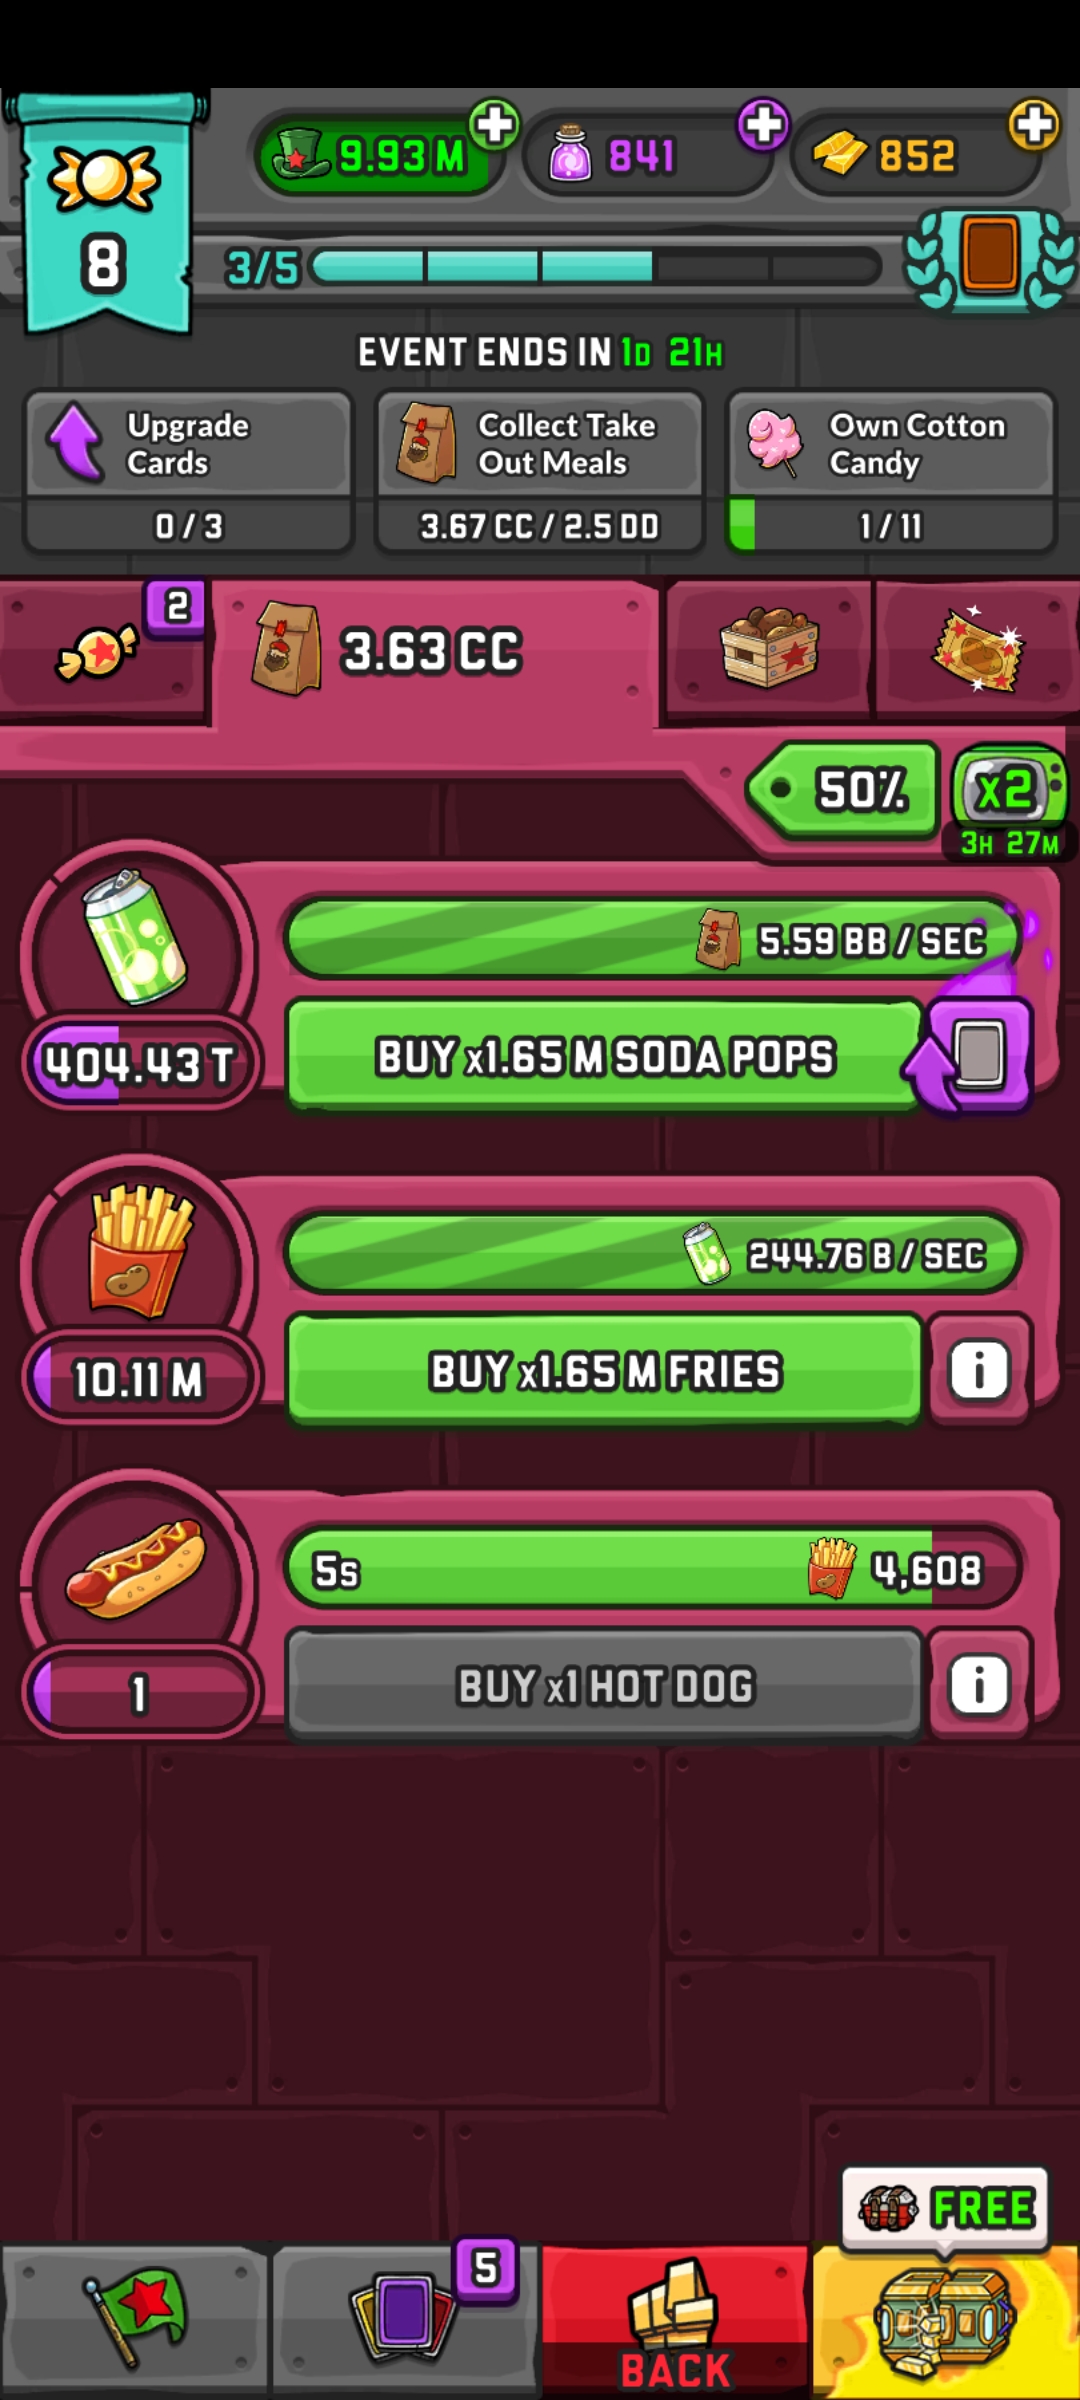 9.93 M
841
852
8
3/5
EVENT ENDS IN 1D 21H
Upgrade
Cards
0 / 3
Collect Take
Out Meals
3.67 CC / 2.5 DD
Own Cotton
Candy
1 / 11
2
3.63 CC
50%
x2
3H 27M
5.59 BB / SEC
404.43 T
BUY x1.65 M SODA POPS
244.76 B / SEC
10.11 M
BUY x1.65 M FRIES
i
5s
4,608
1
BUY x1 HOT DOG
i
FREE
5
BACK